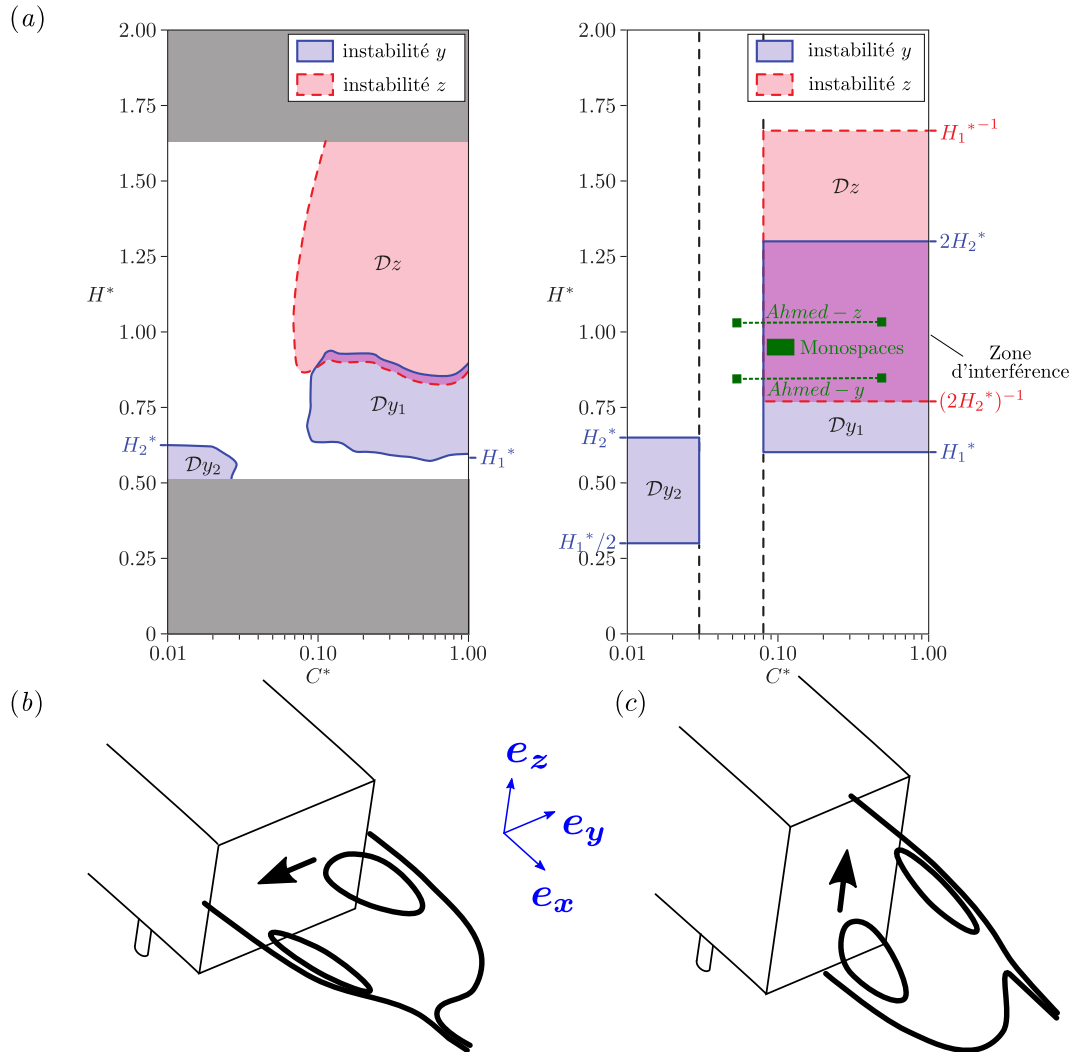 (a)
instabilité y
instabilité z
2.00
1.75
1.50
1.25
1.00
0.75
0.50
0.25
0
H*
𝒟z
𝒟y₁
𝒟y₂
H₂*
H₁*
0.01
0.10
1.00
C*
instabilité y
instabilité z
2.00
1.75
1.50
1.25
1.00
0.75
0.50
0.25
0
H*
H₁*⁻¹
𝒟z
2H₂*
Ahmed − z
Monospaces
Zone
d'interférence
Ahmed − y
(2H₂*)⁻¹
𝒟y₁
H₂*
H₁*
𝒟y₂
H₁*/2
0.01
0.10
1.00
C*
(b)
e_z
e_y
e_x
(c)